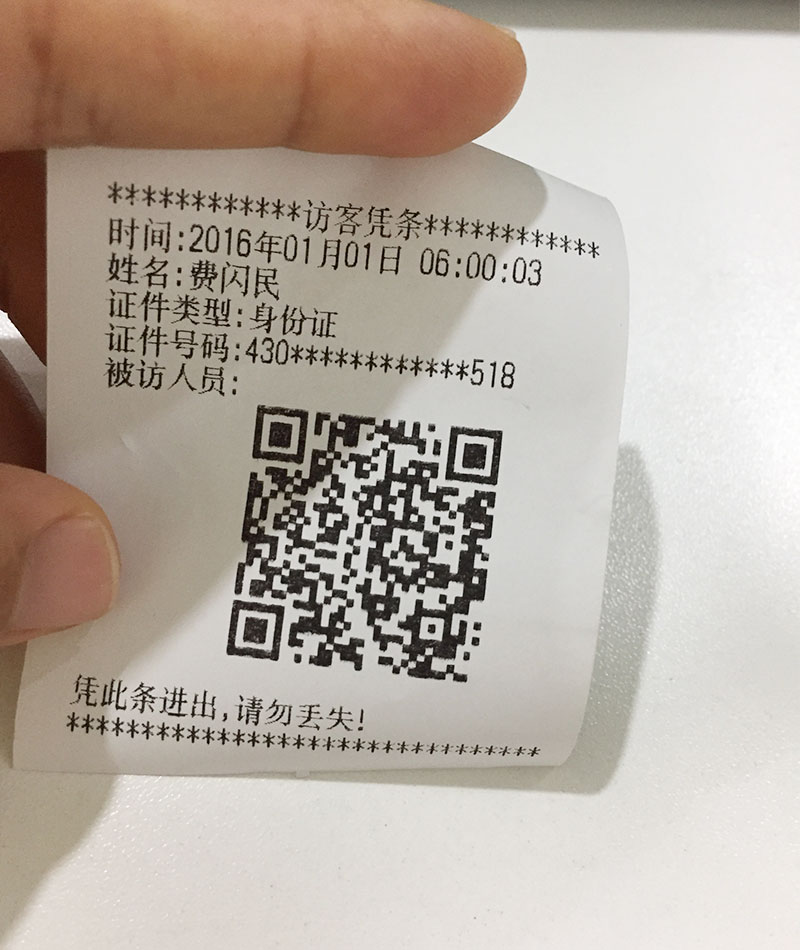 ************访客凭条************
时间:2016年01月01日 06:00:03
姓名:费闪民
证件类型:身份证
证件号码:430************518
被访人员:
凭此条进出,请勿丢失!
********************************